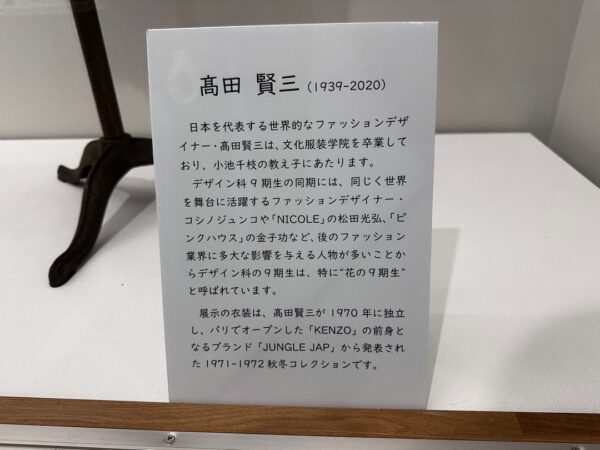 髙田 賢三（1939-2020）
日本を代表する世界的なファッションデザ
イナー・髙田賢三は、文化服装学院を卒業して
おり、小池千枝の教え子にあたります。
デザイン科９期生の同期には、同じく世界
を舞台に活躍するファッションデザイナー・
コシノジュンコや「NICOLE」の松田光弘、「ピ
ンクハウス」の金子功など、後のファッション
業界に多大な影響を与える人物が多いことか
らデザイン科の９期生は、特に“花の９期生”
と呼ばれています。
展示の衣装は、髙田賢三が 1970 年に独立
し、パリでオープンした「KENZO」の前身と
なるブランド「JUNGLE JAP」から発表され
た 1971-1972 秋冬コレクションです。